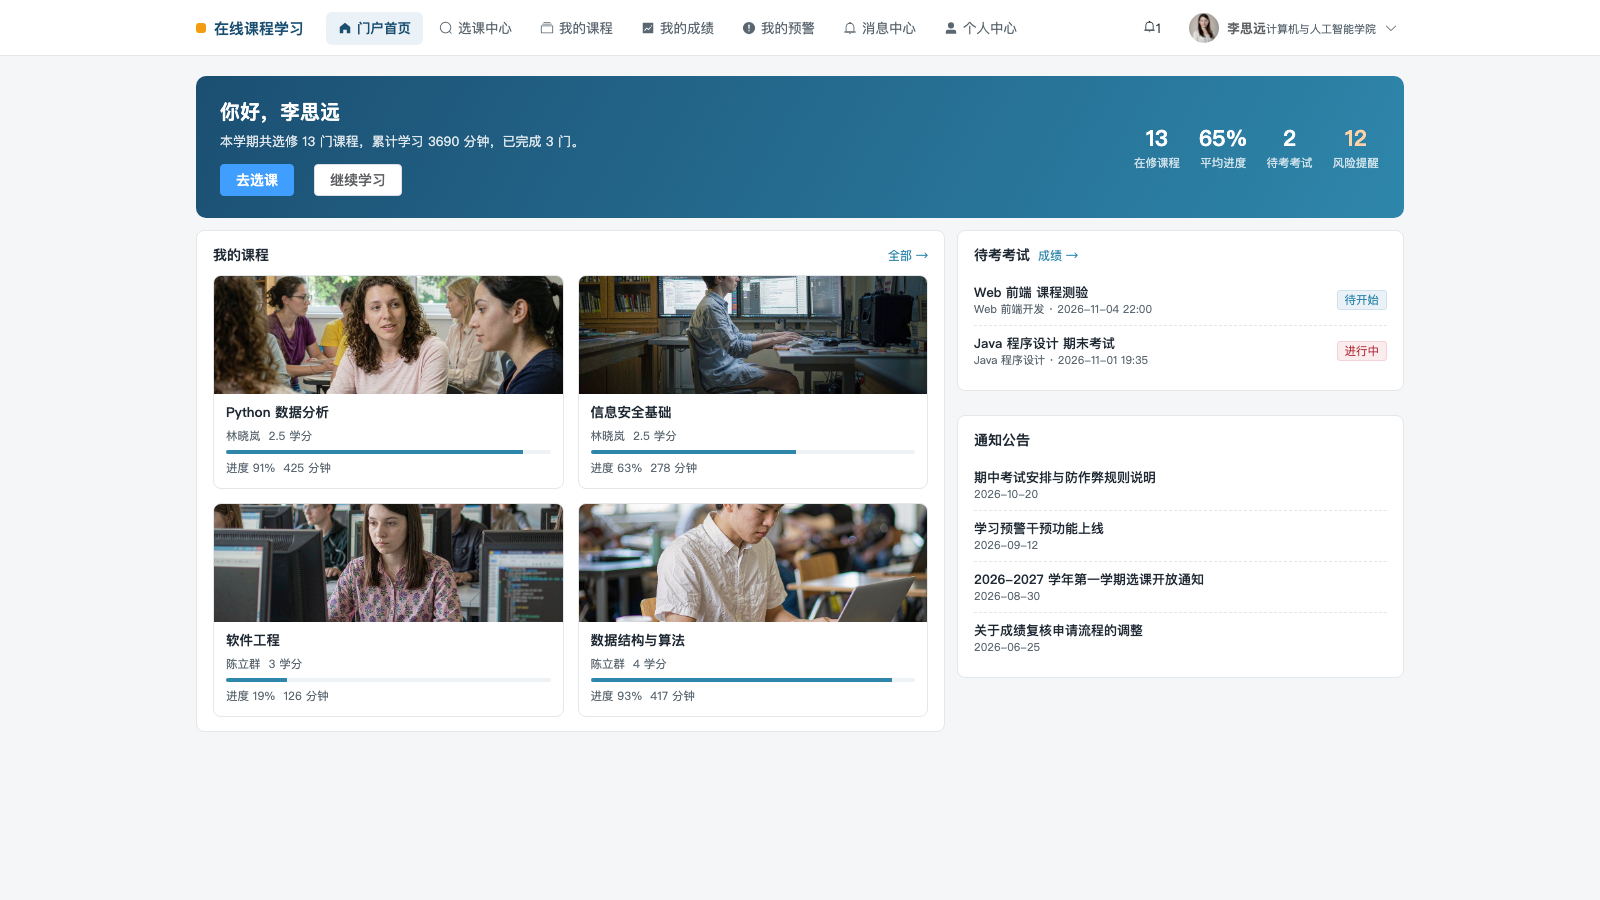 在线课程学习
门户首页
选课中心
我的课程
我的成绩
我的预警
消息中心
个人中心
1
李思远计算机与人工智能学院
你好，李思远
本学期共选修 13 门课程，累计学习 3690 分钟，已完成 3 门。
去选课
继续学习
13
在修课程
65%
平均进度
2
待考考试
12
风险提醒
我的课程
全部 →
Python 数据分析
林晓岚 2.5 学分
进度 91% 425 分钟
信息安全基础
林晓岚 2.5 学分
进度 63% 278 分钟
软件工程
陈立群 3 学分
进度 19% 126 分钟
数据结构与算法
陈立群 4 学分
进度 93% 417 分钟
待考考试 成绩 →
Web 前端 课程测验
Web 前端开发 · 2026-11-04 22:00
待开始
Java 程序设计 期末考试
Java 程序设计 · 2026-11-01 19:35
进行中
通知公告
期中考试安排与防作弊规则说明
2026-10-20
学习预警干预功能上线
2026-09-12
2026-2027 学年第一学期选课开放通知
2026-08-30
关于成绩复核申请流程的调整
2026-06-25